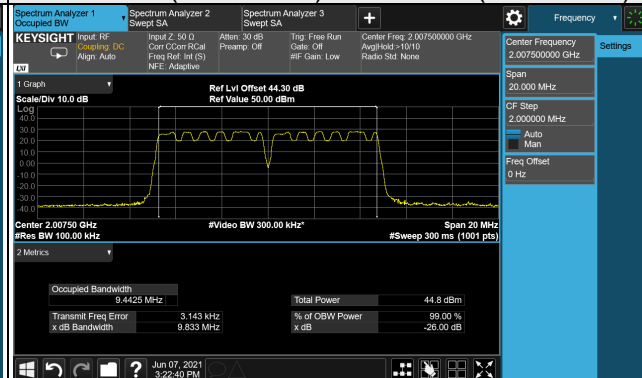 Spectrum Analyzer 1
Occupied BW
Spectrum Analyzer 2
Swept SA
Spectrum Analyzer 3
Swept SA
+
Frequency
KEYSIGHT
LXI
Input: RF
Coupling: DC
Align: Auto
Input Z: 50 Ω
Corr CCorr RCal
Freq Ref: Int (S)
NFE: Adaptive
Atten: 30 dB
Preamp: Off
Trig: Free Run
Gate: Off
#IF Gain: Low
Center Freq: 2.007500000 GHz
Avg|Hold:>10/10
Radio Std: None
Center Frequency
2.007500000 GHz
Settings
Span
20.000 MHz
CF Step
2.000000 MHz
Auto
Man
Freq Offset
0 Hz
1 Graph
Scale/Div 10.0 dB
Ref Lvl Offset 44.30 dB
Ref Value 50.00 dBm
Log
40.0
30.0
20.0
10.0
0.00
-10.0
-20.0
-30.0
-40.0
Center 2.00750 GHz
#Res BW 100.00 kHz
#Video BW 300.00 kHz*
Span 20 MHz
#Sweep 300 ms (1001 pts)
2 Metrics
Occupied Bandwidth
9.4425 MHz
Total Power 44.8 dBm
Transmit Freq Error 3.143 kHz
% of OBW Power 99.00 %
x dB Bandwidth 9.833 MHz
x dB -26.00 dB
?
Jun 07, 2021
3:22:40 PM